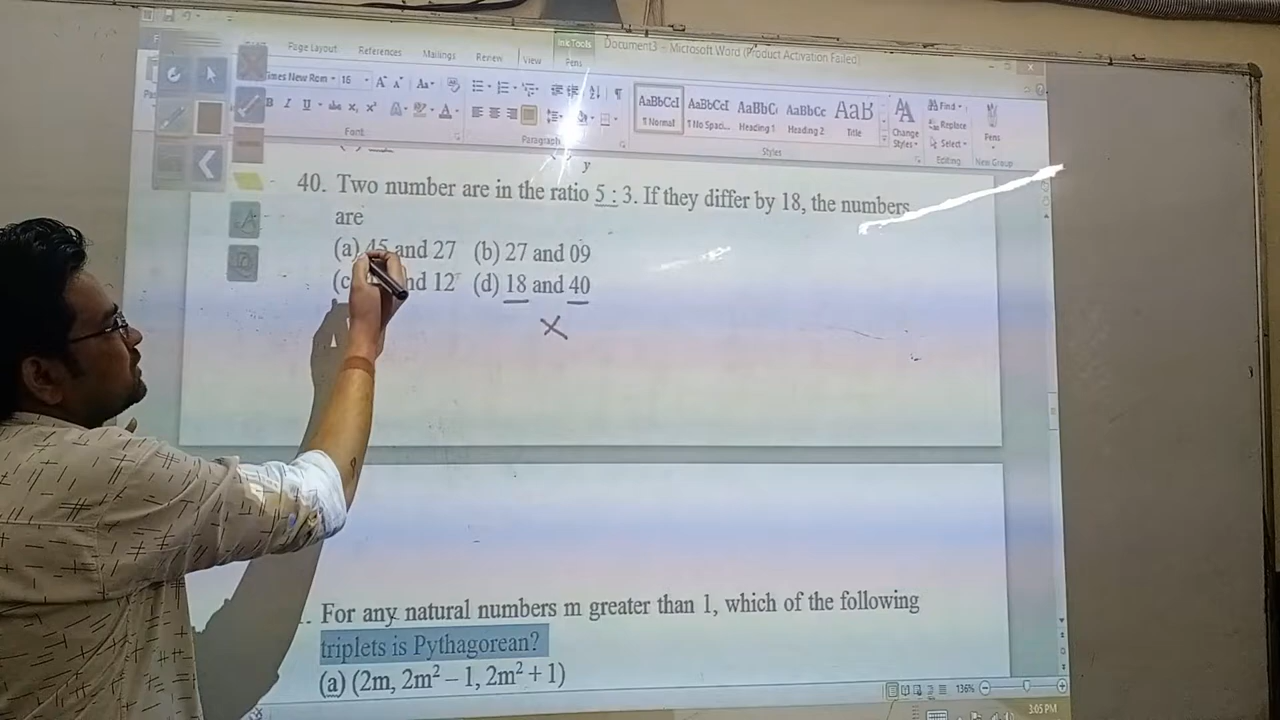 Page Layout References Mailings Review View Pens
Ink Tools
Document3 - Microsoft Word (Product Activation Failed)
Times New Rom 16
AaBbCcI AaBbCcI AaBbC AaBbCc AaB
¶ Normal ¶ No Spaci... Heading 1 Heading 2 Title
Change Styles
Find
Replace
Select
Pens
Font Paragraph Styles Editing New Group
y
40. Two number are in the ratio 5 : 3. If they differ by 18, the numbers
are
(a) 45 and 27 (b) 27 and 09
(c nd 12 (d) 18 and 40
×
For any natural numbers m greater than 1, which of the following
triplets is Pythagorean?
(a) (2m, 2m² – 1, 2m² + 1)
136%
3:05 PM